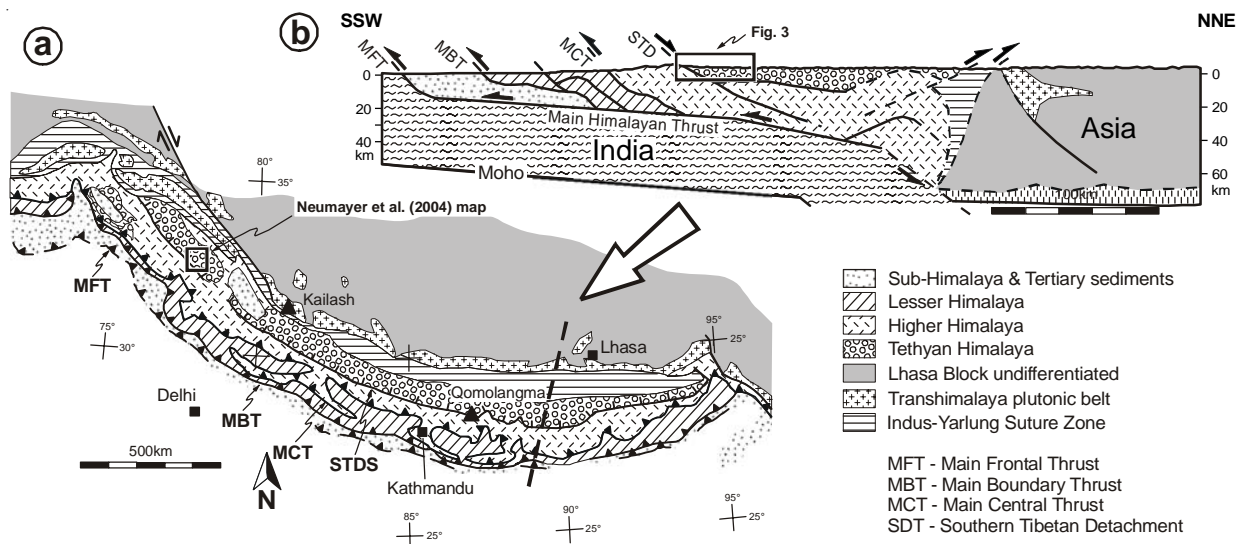 a
b
SSW
NNE
MFT
MBT
MCT
STD
Fig. 3
0
20
40
km
0
20
40
60
km
Main Himalayan Thrust
India
Asia
Moho
80°
35°
Neumayer et al. (2004) map
MFT
Kailash
75°
30°
Lhasa
95°
25°
Delhi
Qomolangma
MBT
500km
MCT
STDS
N
Kathmandu
85°
25°
90°
25°
95°
25°
Sub-Himalaya & Tertiary sediments
Lesser Himalaya
Higher Himalaya
Tethyan Himalaya
Lhasa Block undifferentiated
Transhimalaya plutonic belt
Indus-Yarlung Suture Zone
MFT - Main Frontal Thrust
MBT - Main Boundary Thrust
MCT - Main Central Thrust
SDT - Southern Tibetan Detachment